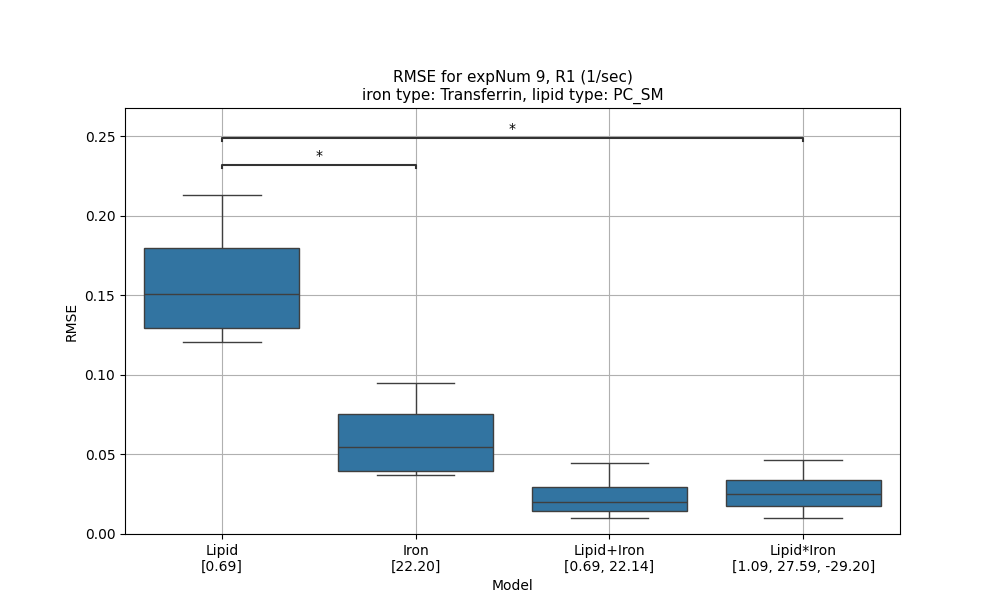 RMSE for expNum 9, R1 (1/sec)
iron type: Transferrin, lipid type: PC_SM
*
*
0.25
0.20
0.15
0.10
0.05
0.00
RMSE
Lipid
[0.69]
Iron
[22.20]
Lipid+Iron
[0.69, 22.14]
Lipid*Iron
[1.09, 27.59, -29.20]
Model